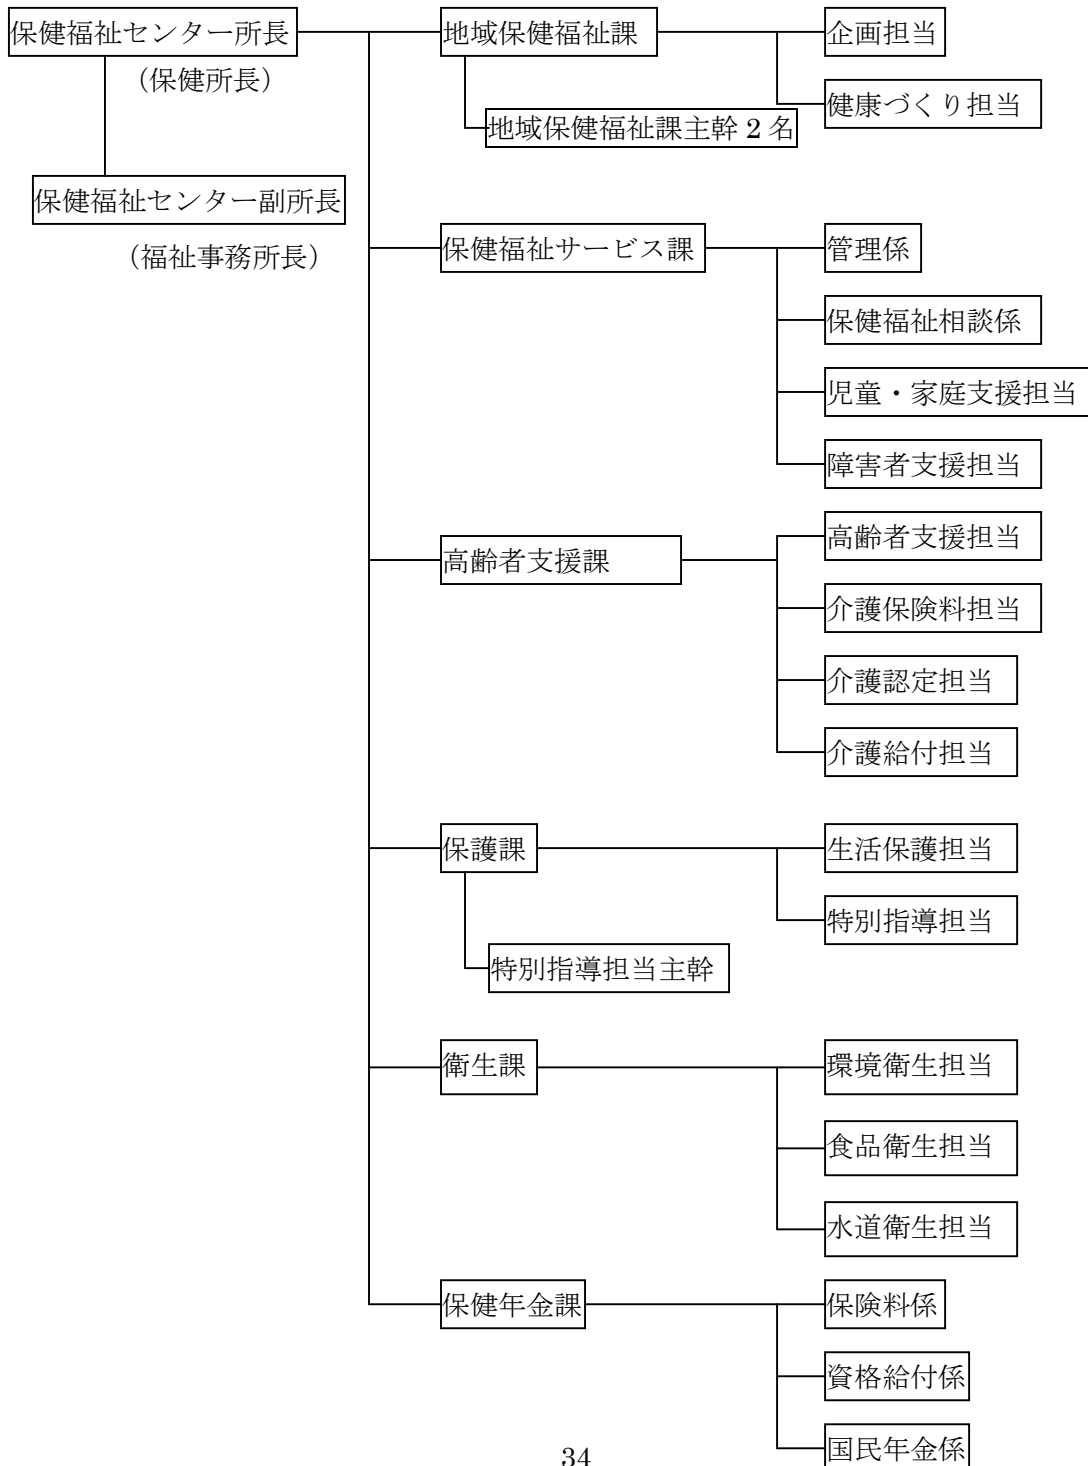 保健福祉センター所長
地域保健福祉課
企画担当
(保健所長)
健康づくり担当
地域保健福祉課主幹 2 名
保健福祉センター副所長
(福祉事務所長)
保健福祉サービス課
管理係
保健福祉相談係
児童・家庭支援担当
障害者支援担当
高齢者支援課
高齢者支援担当
介護保険料担当
介護認定担当
介護給付担当
保護課
生活保護担当
特別指導担当
特別指導担当主幹
衛生課
環境衛生担当
食品衛生担当
水道衛生担当
保健年金課
保険料係
資格給付係
国民年金係
34